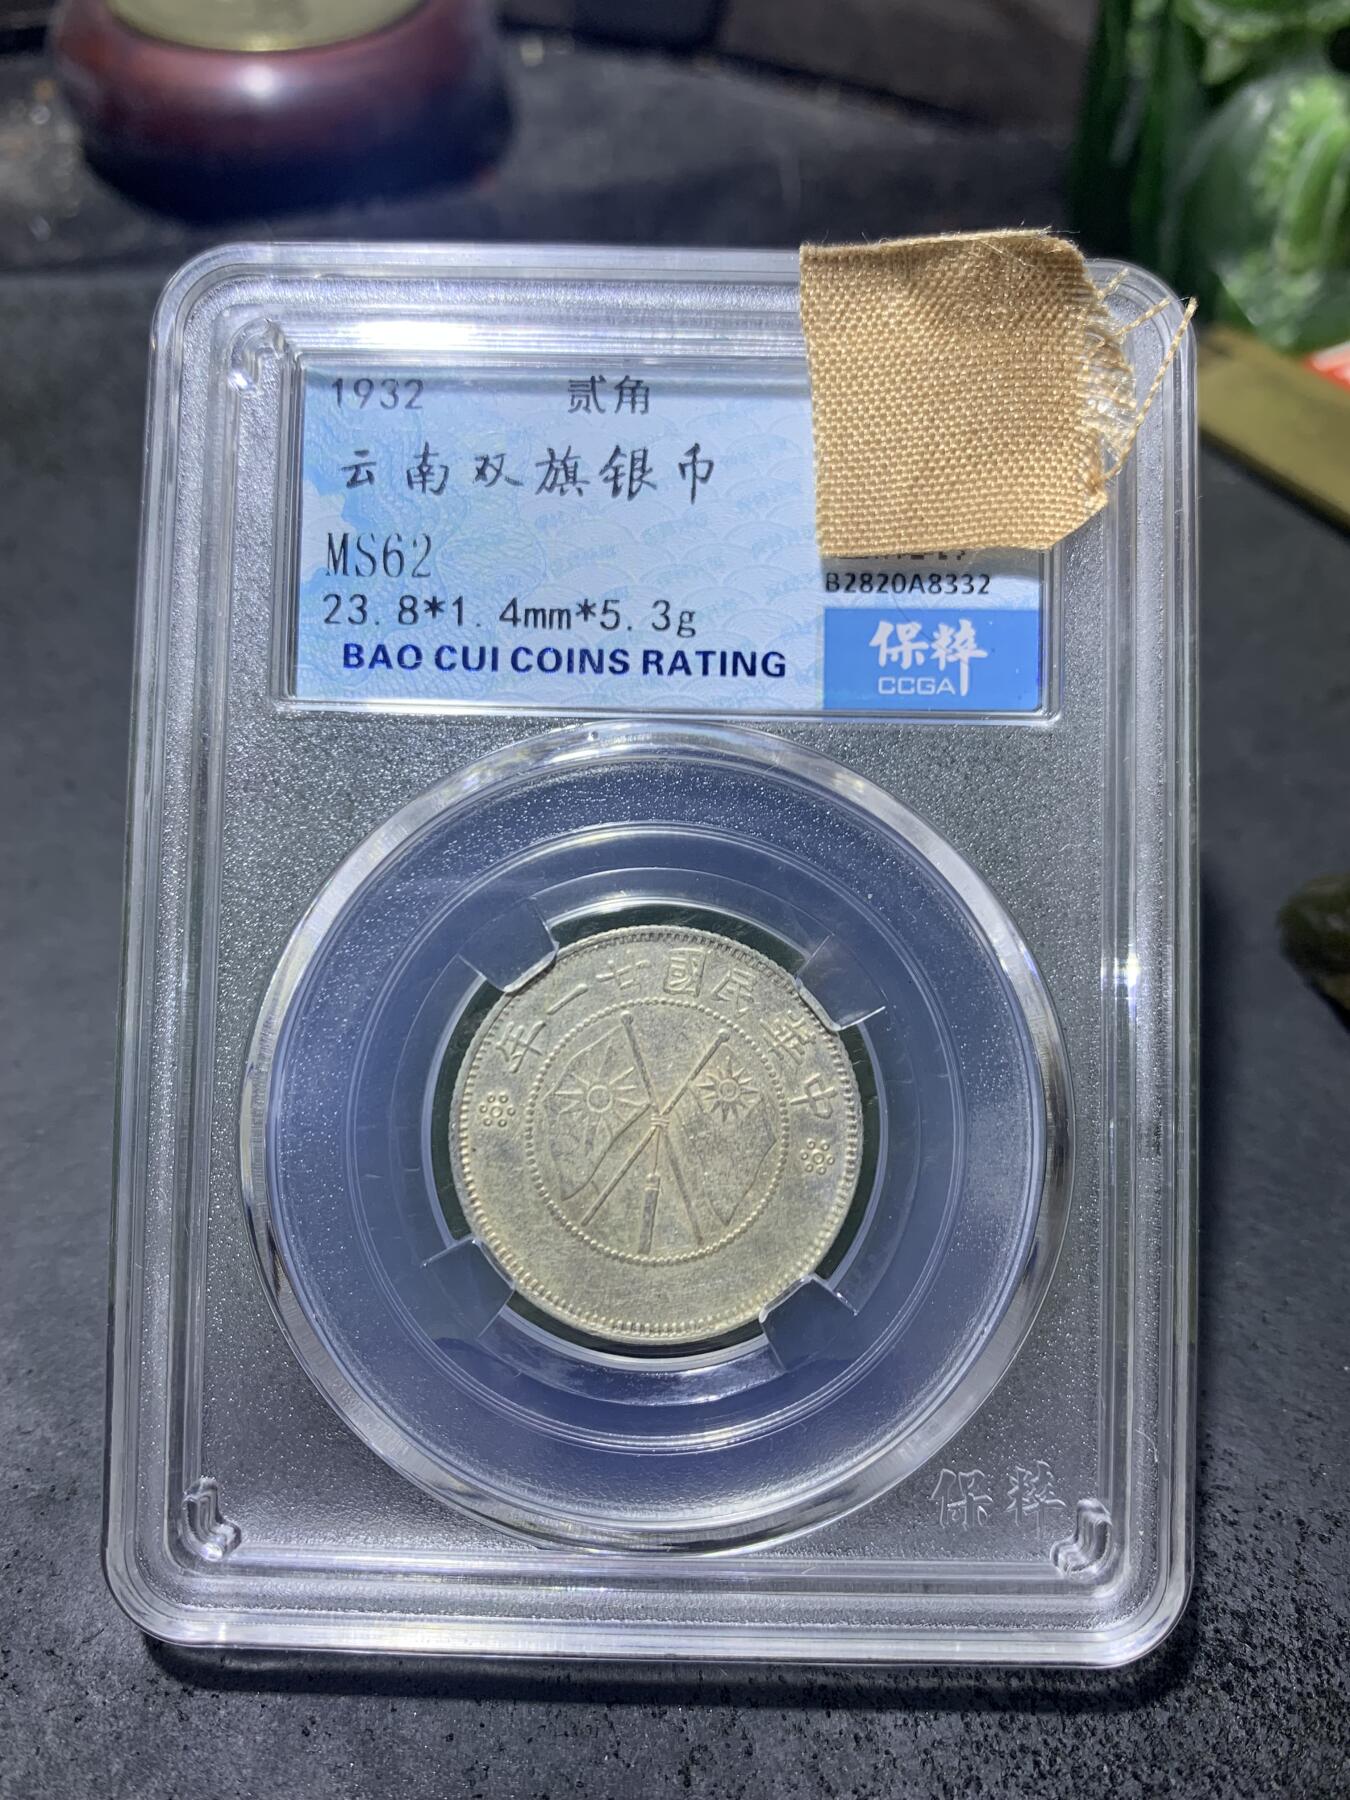 1932 贰角
云南双旗银币
MS62
23.8*1.4mm*5.3g
BAO CUI COINS RATING
B2820A8332
保粹
CCGA
中華民國廿一年
保粹